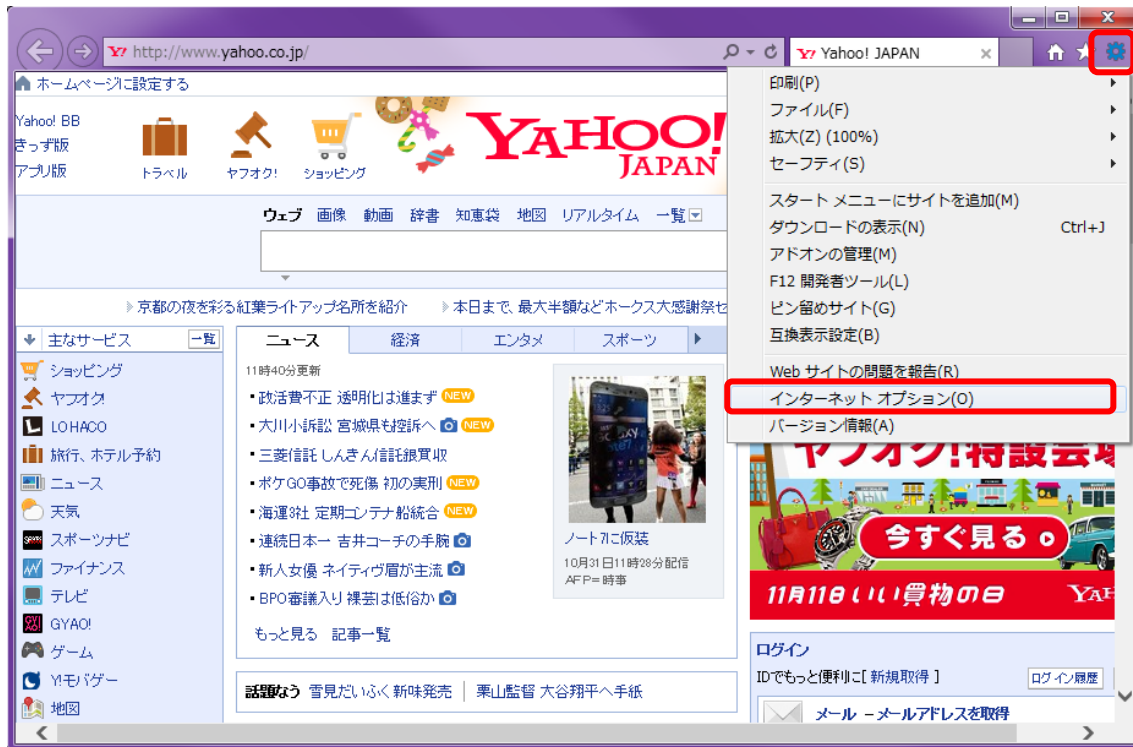 http://www.yahoo.co.jp/
Yahoo! JAPAN
ホームページに設定する
Yahoo! BB
きっず版
アプリ版
トラベル
ヤフオク!
ショッピング
YAHOO!
JAPAN
ウェブ 画像 動画 辞書 知恵袋 地図 リアルタイム 一覧
京都の夜を彩る紅葉ライトアップ名所を紹介
本日まで、最大半額などホークス大感謝祭セ
主なサービス 一覧
ショッピング
ヤフオク
LOHACO
旅行、ホテル予約
ニュース
天気
スポーツナビ
ファイナンス
テレビ
GYAO!
ゲーム
Y!モバゲー
地図
ニュース 経済 エンタメ スポーツ
11時40分更新
政活費不正 透明化は進まず NEW
大川小訴訟 宮城県も控訴へ NEW
三菱信託 しんきん信託銀買収
ポケGO事故で死傷 初の実刑 NEW
海運3社 定期コンテナ船統合 NEW
連続日本一 吉井コーチの手腕
新人女優 ネイティヴ眉が主流
BPO審議入り 裸芸は低俗か
もっと見る 記事一覧
ノート7に仮装
10月31日11時28分配信
AFP=時事
話題なう 雪見だいふく新味発売 栗山監督 大谷翔平へ手紙
印刷(P)
ファイル(F)
拡大(Z) (100%)
セーフティ(S)
スタート メニューにサイトを追加(M)
ダウンロードの表示(N) Ctrl+J
アドオンの管理(M)
F12 開発者ツール(L)
ピン留めサイト(G)
互換表示設定(B)
Web サイトの問題を報告(R)
インターネット オプション(O)
バージョン情報(A)
ヤフオク!特設会場
今すぐ見る
11月11日いい買物の日
YAH
ログイン
IDでもっと便利に[ 新規取得 ]
ログイン履歴
メール - メールアドレスを取得